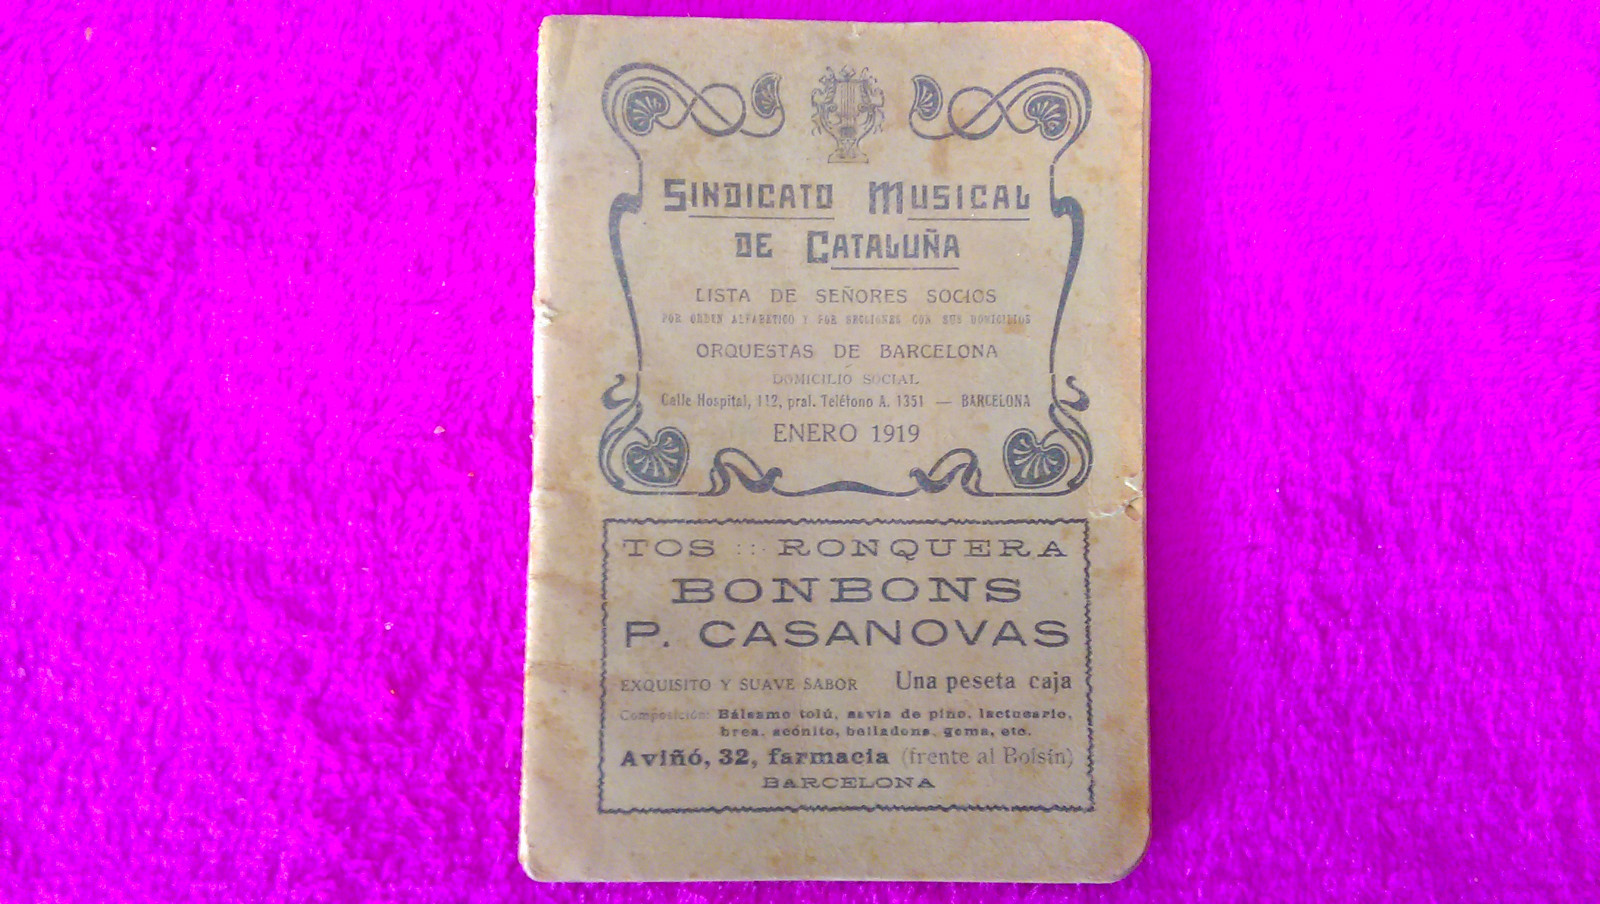 SINDICATO MUSICAL
DE CATALUÑA
LISTA DE SEÑORES SOCIOS
POR ORDEN ALFABETICO Y POR SECCIONES CON SUS DOMICILIOS
ORQUESTAS DE BARCELONA
DOMICILIO SOCIAL
Calle Hospital, 112, pral. Teléfono A. 1351 — BARCELONA
ENERO 1919
TOS :: RONQUERA
BONBONS
P. CASANOVAS
EXQUISITO Y SUAVE SABOR Una peseta caja
Composición: Bálsamo tolú, savia de pino, lactucario,
brea, acónito, belladona, goma, etc.
Aviñó, 32, farmacia (frente al Bolsín)
BARCELONA